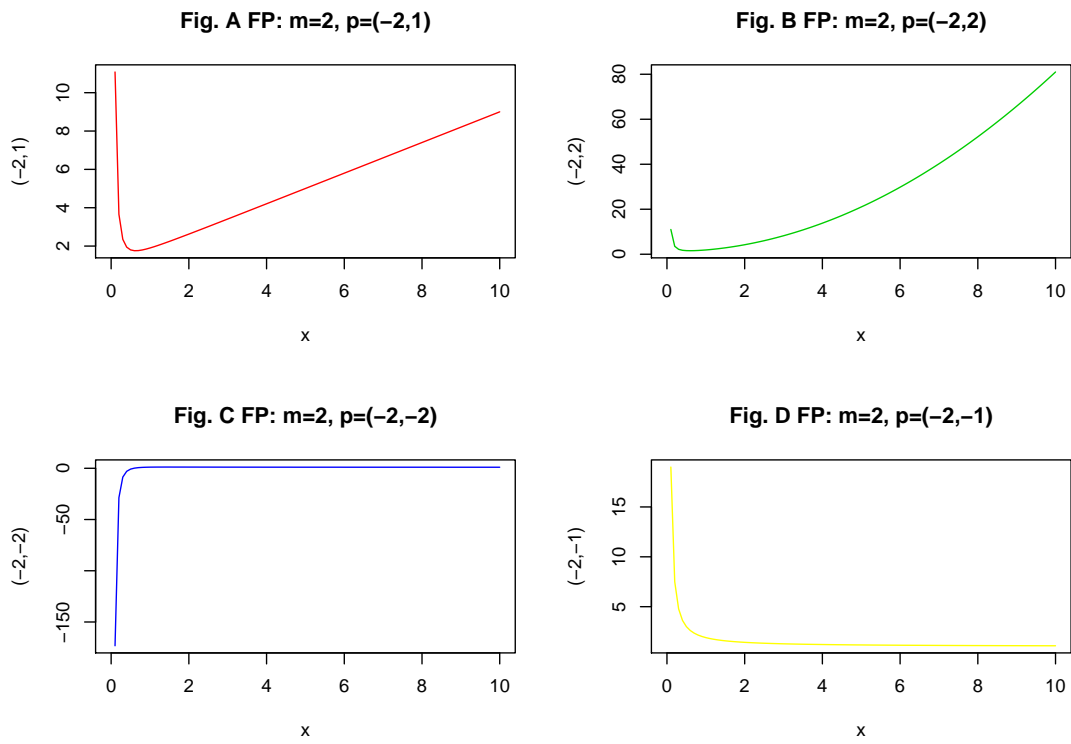 Fig. A FP: m=2, p=(−2,1)
(−2,1)
10
8
6
4
2
0 2 4 6 8 10
x
Fig. B FP: m=2, p=(−2,2)
(−2,2)
80
60
40
20
0
0 2 4 6 8 10
x
Fig. C FP: m=2, p=(−2,−2)
(−2,−2)
0
−50
−150
0 2 4 6 8 10
x
Fig. D FP: m=2, p=(−2,−1)
(−2,−1)
15
10
5
0 2 4 6 8 10
x